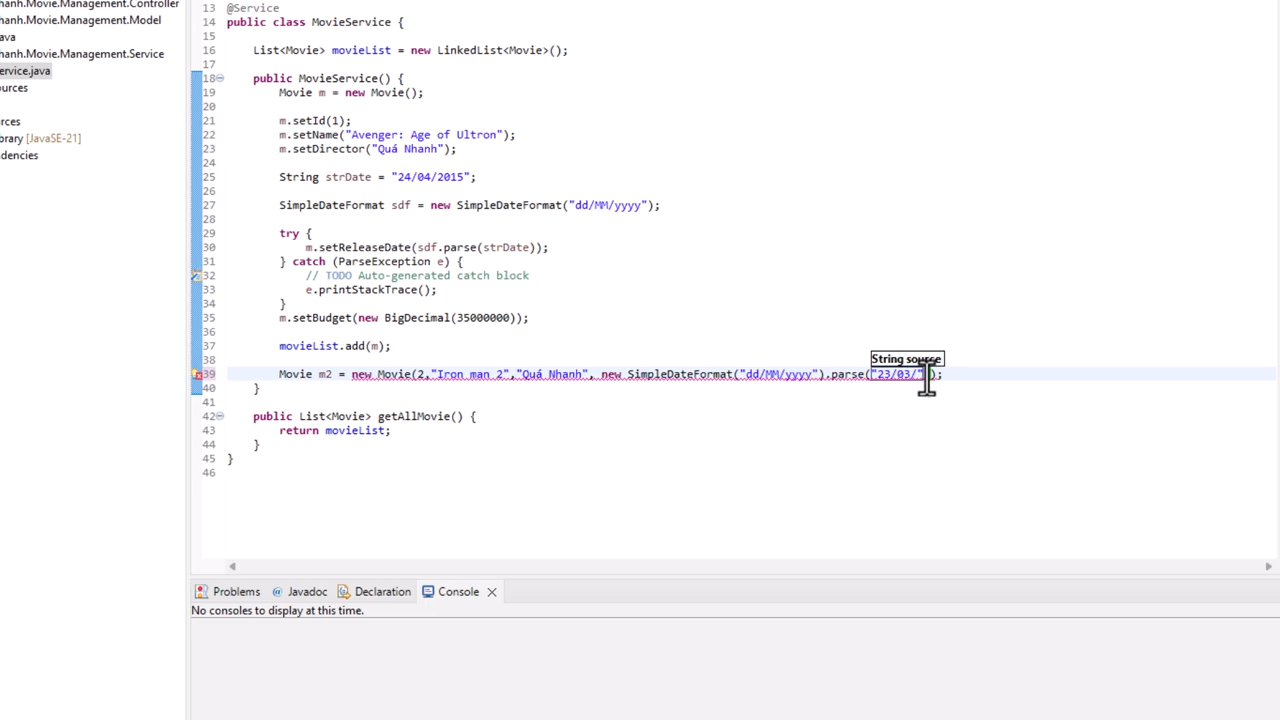 hanh.Movie.Management.Controller
hanh.Movie.Management.Model
ava
hanh.Movie.Management.Service
ervice.java
ources
rces
brary [JavaSE-21]
dencies
13 @Service
14 public class MovieService {
15
16 List<Movie> movieList = new LinkedList<Movie>();
17
18 public MovieService() {
19 Movie m = new Movie();
20
21 m.setId(1);
22 m.setName("Avenger: Age of Ultron");
23 m.setDirector("Quá Nhanh");
24
25 String strDate = "24/04/2015";
26
27 SimpleDateFormat sdf = new SimpleDateFormat("dd/MM/yyyy");
28
29 try {
30 m.setReleaseDate(sdf.parse(strDate));
31 } catch (ParseException e) {
32 // TODO Auto-generated catch block
33 e.printStackTrace();
34 }
35 m.setBudget(new BigDecimal(35000000));
36
37 movieList.add(m);
38
String source
39 Movie m2 = new Movie(2,"Iron man 2","Quá Nhanh", new SimpleDateFormat("dd/MM/yyyy").parse("23/03/");
40 }
41
42 public List<Movie> getAllMovie() {
43 return movieList;
44 }
45 }
46
Problems Javadoc Declaration Console
No consoles to display at this time.